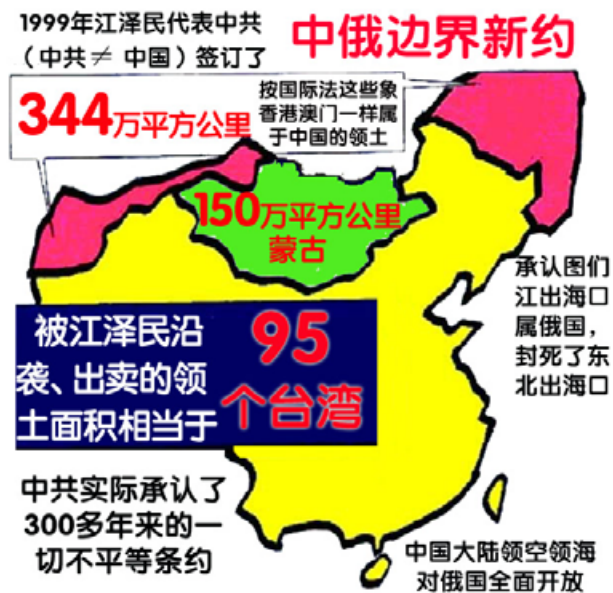 1999年江泽民代表中共
（中共≠ 中国）签订了
中俄边界新约
344万平方公里
按国际法这些象
香港澳门一样属
于中国的领土
150万平方公里
蒙古
承认图们
江出海口
属俄国，
封死了东
北出海口
被江泽民沿
袭、出卖的领
土面积相当于
95
个台湾
中共实际承认了
300多年来的一
切不平等条约
中国大陆领空领海
对俄国全面开放